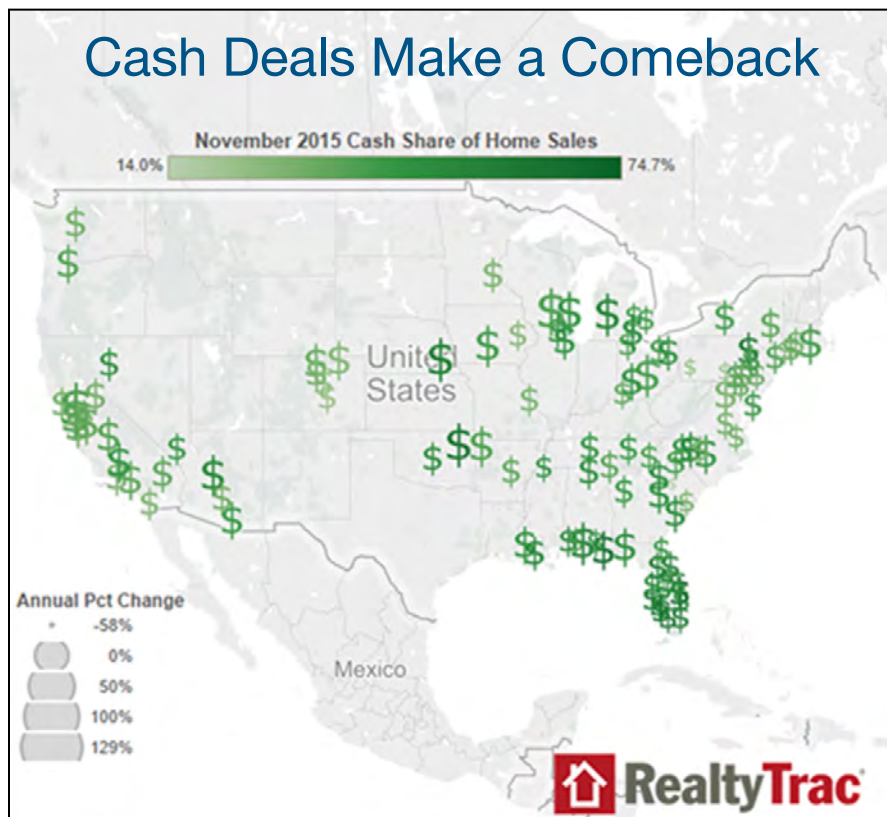 Cash Deals Make a Comeback
November 2015 Cash Share of Home Sales
14.0% 74.7%
United
States
Annual Pct Change
-58%
0%
50%
100%
129%
Mexico
RealtyTrac